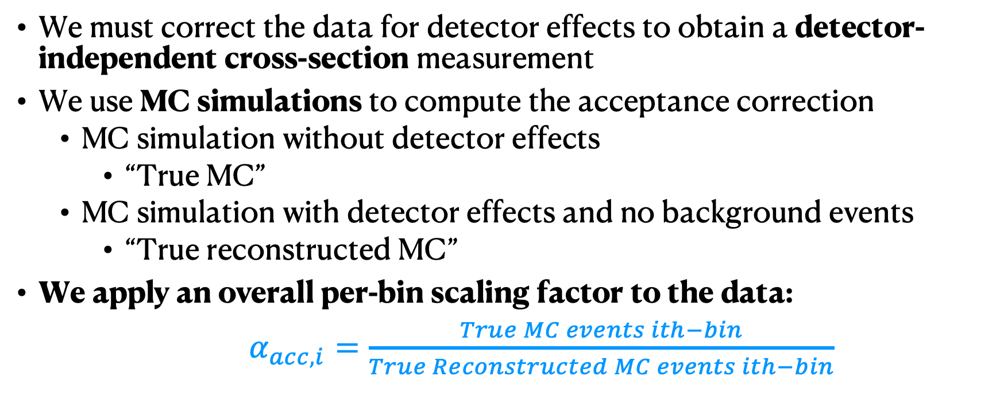 • We must correct the data for detector effects to obtain a detector-
independent cross-section measurement
• We use MC simulations to compute the acceptance correction
• MC simulation without detector effects
• “True MC”
• MC simulation with detector effects and no background events
• “True reconstructed MC”
• We apply an overall per-bin scaling factor to the data:
True MC events ith−bin
α_{acc,i} =
True Reconstructed MC events ith−bin